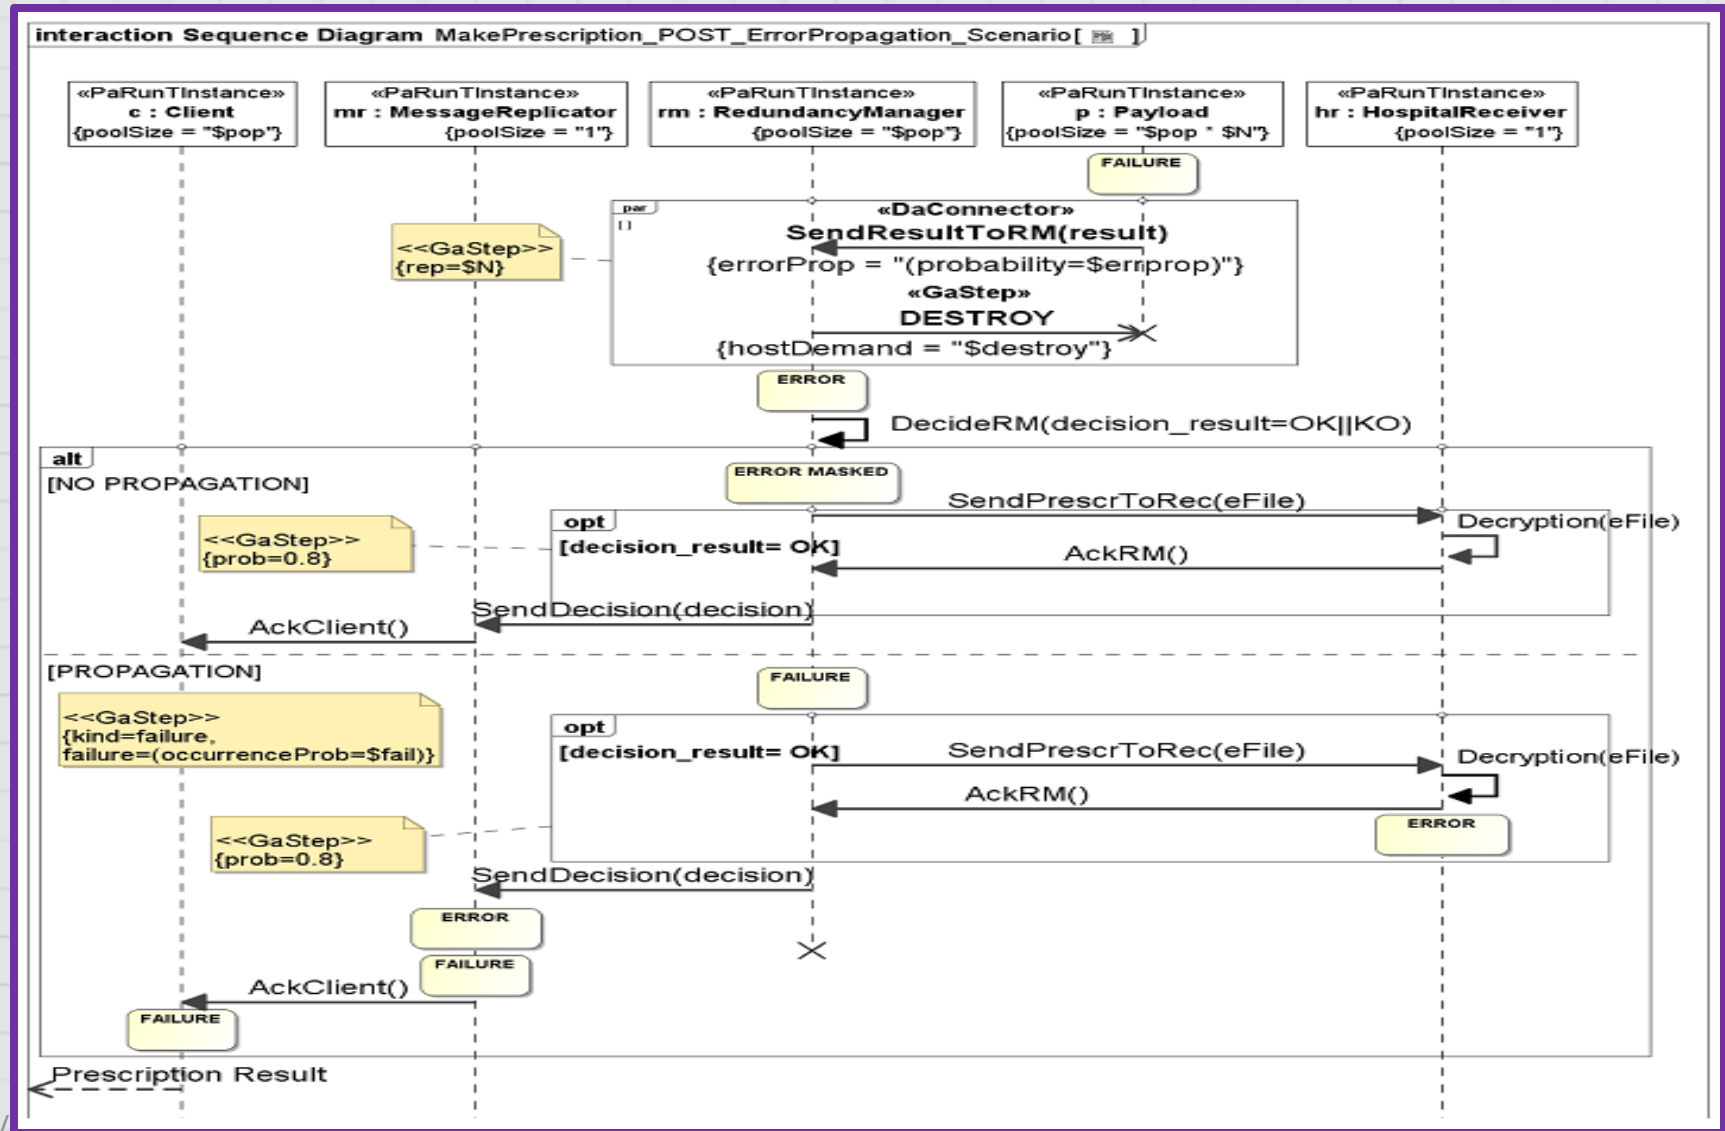 interaction Sequence Diagram MakePrescription_POST_ErrorPropagation_Scenario[ ]
«PaRunTInstance»
c : Client
{poolSize = "$pop"}
«PaRunTInstance»
mr : MessageReplicator
{poolSize = "1"}
«PaRunTInstance»
rm : RedundancyManager
{poolSize = "$pop"}
«PaRunTInstance»
p : Payload
{poolSize = "$pop * $N"}
«PaRunTInstance»
hr : HospitalReceiver
{poolSize = "1"}
FAILURE
par
[ ]
«DaConnector»
SendResultToRM(result)
{errorProp = "(probability=$errprop)"}
<<GaStep>>
{rep=$N}
«GaStep»
DESTROY
{hostDemand = "$destroy"}
ERROR
DecideRM(decision_result=OK||KO)
alt
[NO PROPAGATION]
ERROR MASKED
SendPrescrToRec(eFile)
opt
[decision_result= OK]
Decryption(eFile)
<<GaStep>>
{prob=0.8}
AckRM()
SendDecision(decision)
AckClient()
[PROPAGATION]
FAILURE
<<GaStep>>
{kind=failure,
failure=(occurrenceProb=$fail)}
opt
[decision_result= OK]
SendPrescrToRec(eFile)
Decryption(eFile)
AckRM()
ERROR
<<GaStep>>
{prob=0.8}
SendDecision(decision)
ERROR
FAILURE
AckClient()
FAILURE
Prescription Result
/